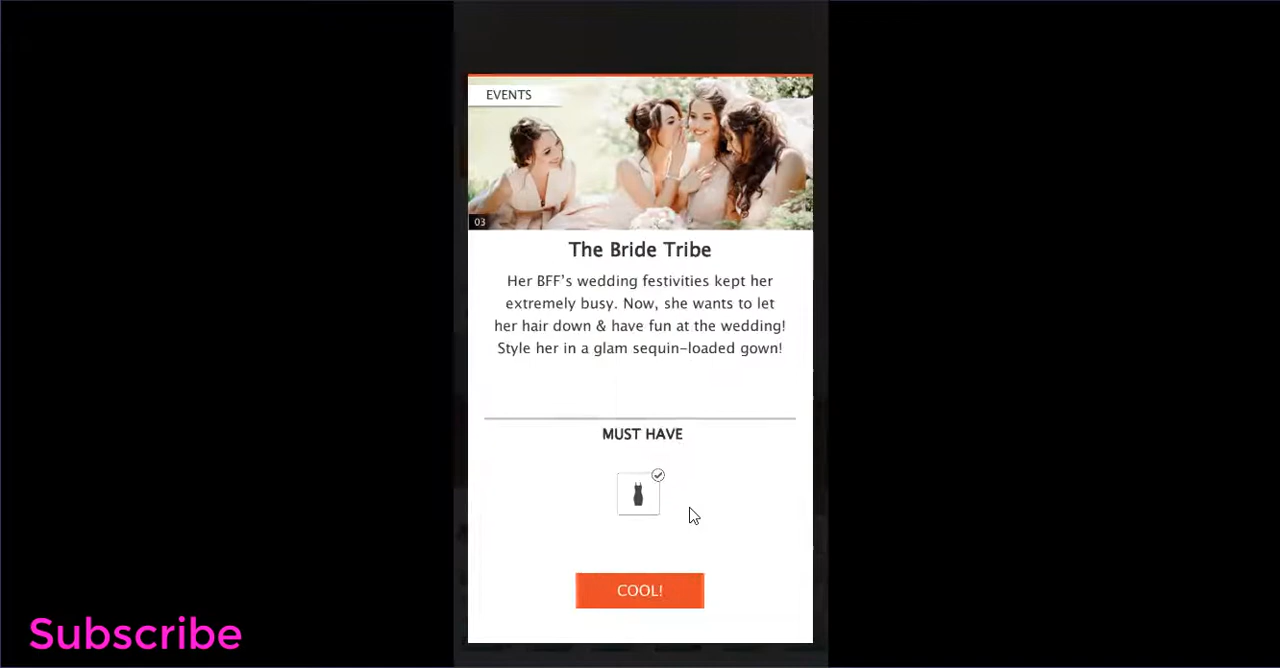 EVENTS
03
The Bride Tribe
Her BFF’s wedding festivities kept her
extremely busy. Now, she wants to let
her hair down & have fun at the wedding!
Style her in a glam sequin-loaded gown!
MUST HAVE
COOL!
Subscribe